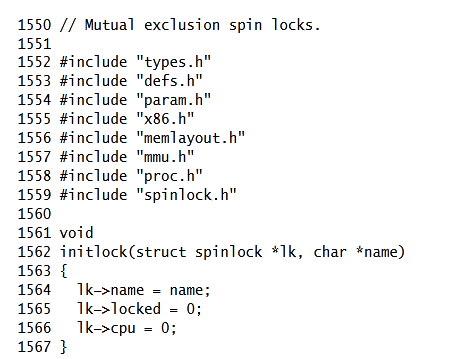 1550 // Mutual exclusion spin locks.
1551
1552 #include "types.h"
1553 #include "defs.h"
1554 #include "param.h"
1555 #include "x86.h"
1556 #include "memlayout.h"
1557 #include "mmu.h"
1558 #include "proc.h"
1559 #include "spinlock.h"
1560
1561 void
1562 initlock(struct spinlock *lk, char *name)
1563 {
1564   lk->name = name;
1565   lk->locked = 0;
1566   lk->cpu = 0;
1567 }